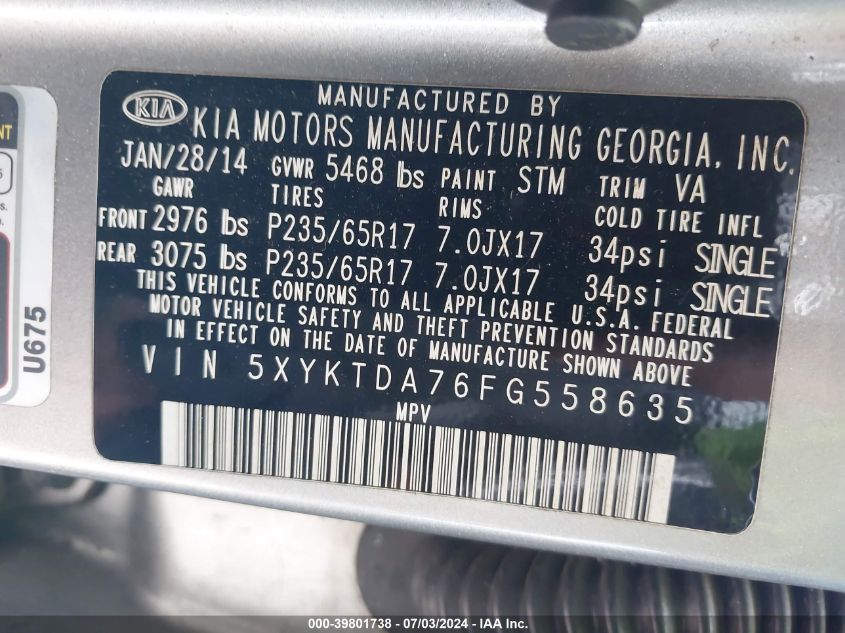 MANUFACTURED BY
KIA KIA MOTORS MANUFACTURING GEORGIA, INC.
JAN/28/14 GVWR 5468 lbs PAINT STM TRIM VA
GAWR TIRES RIMS COLD TIRE INFL
FRONT 2976 lbs P235/65R17 7.0JX17 34psi SINGLE
REAR 3075 lbs P235/65R17 7.0JX17 34psi SINGLE
THIS VEHICLE CONFORMS TO ALL APPLICABLE U.S.A. FEDERAL
MOTOR VEHICLE SAFETY AND THEFT PREVENTION STANDARDS
IN EFFECT ON THE DATE OF MANUFACTURE SHOWN ABOVE
VIN 5XYKTDA76FG558635
MPV
U675
000-39801738 - 07/03/2024 - IAAI.com